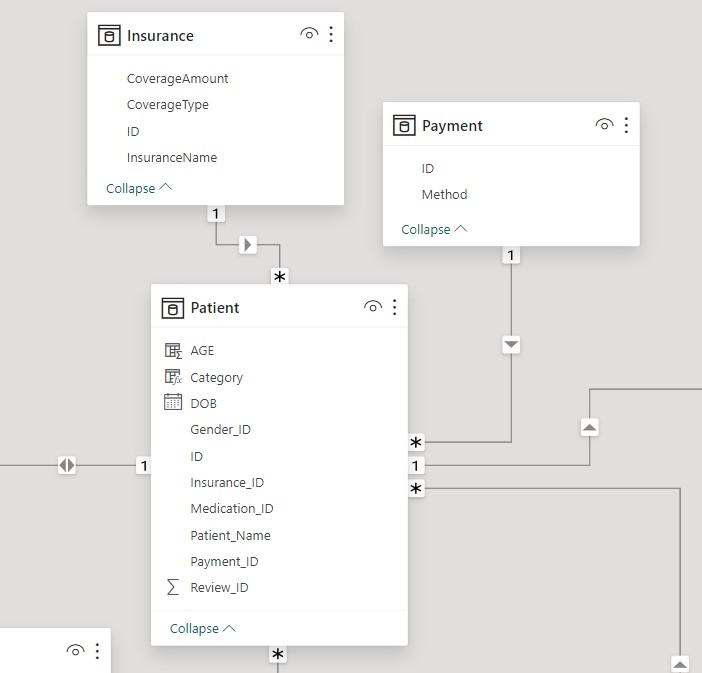 Insurance
CoverageAmount
CoverageType
ID
InsuranceName
Collapse
1
*
Payment
ID
Method
Collapse
1
Patient
AGE
Category
DOB
Gender_ID
ID
Insurance_ID
Medication_ID
Patient_Name
Payment_ID
Review_ID
Collapse
*
1
1
*
*